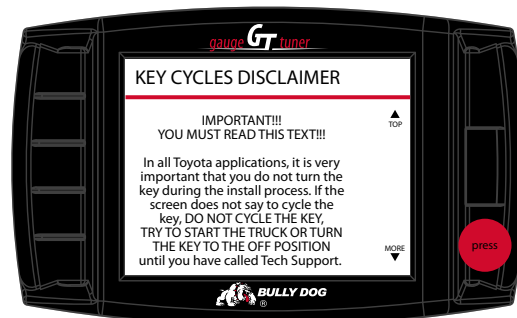 gauge GT tuner
KEY CYCLES DISCLAIMER
IMPORTANT!!!
YOU MUST READ THIS TEXT!!!
TOP
In all Toyota applications, it is very
important that you do not turn the
key during the install process. If the
screen does not say to cycle the
key, DO NOT CYCLE THE KEY,
TRY TO START THE TRUCK OR TURN
THE KEY TO THE OFF POSITION
until you have called Tech Support.
MORE
press
BULLY DOG
®